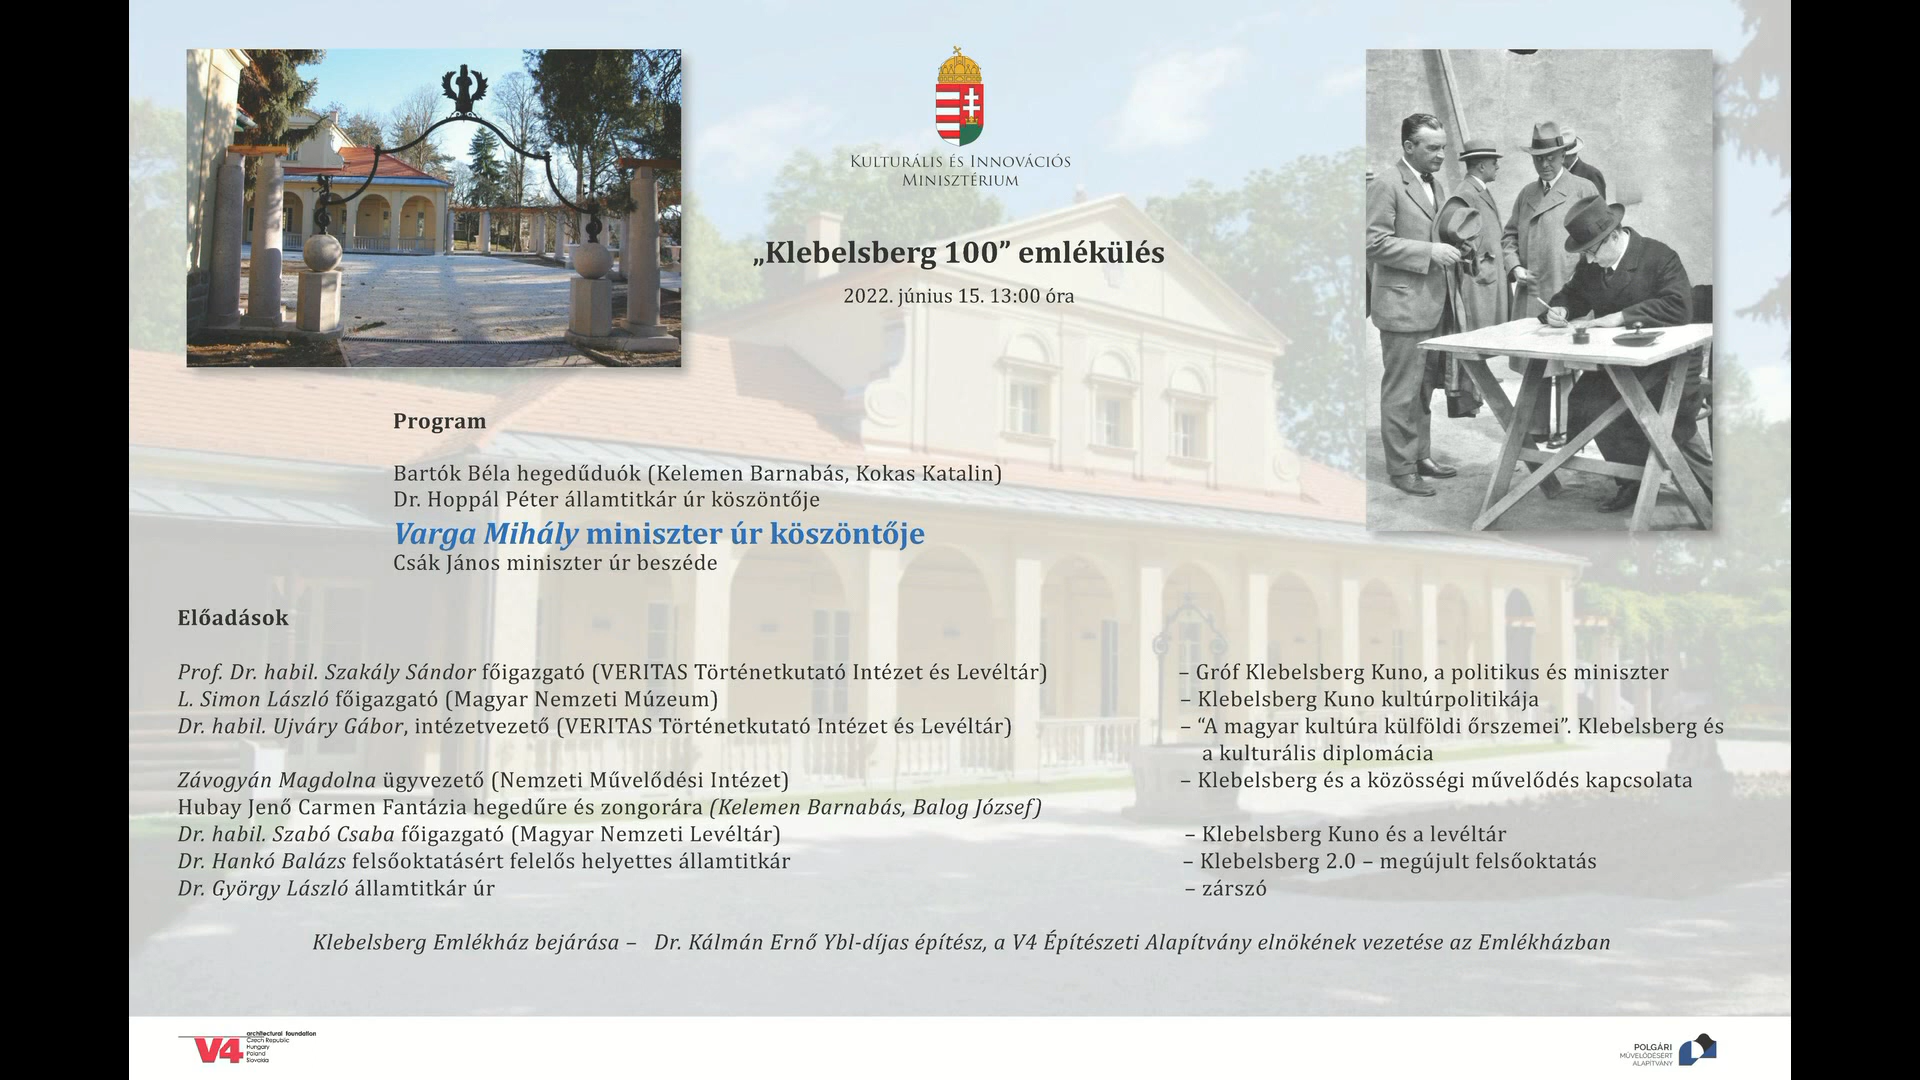 KULTURÁLIS ÉS INNOVÁCIÓS
MINISZTÉRIUM
„Klebelsberg 100” emlékülés
2022. június 15. 13:00 óra
Program
Bartók Béla hegedűduók (Kelemen Barnabás, Kokas Katalin)
Dr. Hoppál Péter államtitkár úr köszöntője
Varga Mihály miniszter úr köszöntője
Csák János miniszter úr beszéde
Előadások
Prof. Dr. habil. Szakály Sándor főigazgató (VERITAS Történetkutató Intézet és Levéltár) – Gróf Klebelsberg Kuno, a politikus és miniszter
L. Simon László főigazgató (Magyar Nemzeti Múzeum) – Klebelsberg Kuno kultúrpolitikája
Dr. habil. Ujváry Gábor, intézetvezető (VERITAS Történetkutató Intézet és Levéltár) – “A magyar kultúra külföldi őrszemei”. Klebelsberg és
a kulturális diplomácia
Závogyán Magdolna ügyvezető (Nemzeti Művelődési Intézet) – Klebelsberg és a közösségi művelődés kapcsolata
Hubay Jenő Carmen Fantázia hegedűre és zongorára (Kelemen Barnabás, Balog József)
Dr. habil. Szabó Csaba főigazgató (Magyar Nemzeti Levéltár) – Klebelsberg Kuno és a levéltár
Dr. Hankó Balázs felsőoktatásért felelős helyettes államtitkár – Klebelsberg 2.0 – megújult felsőoktatás
Dr. György László államtitkár úr – zárszó
Klebelsberg Emlékház bejárása – Dr. Kálmán Ernő Ybl-díjas építész, a V4 Építészeti Alapítvány elnökének vezetése az Emlékházban
V4
architectural foundation
Czech Republic
Hungary
Poland
Slovakia
POLGÁRI
MŰVELŐDÉSÉRT
ALAPÍTVÁNY